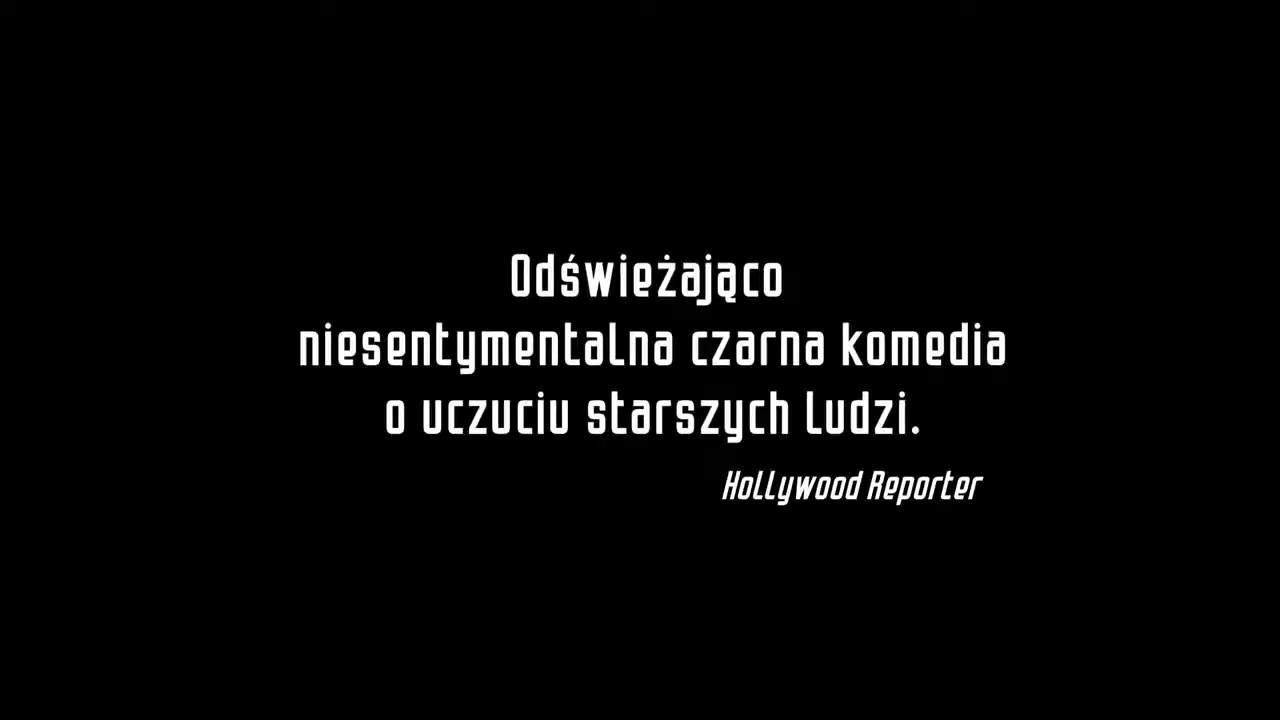 Odświeżająco
niesentymentalna czarna komedia
o uczuciu starszych ludzi.
Hollywood Reporter